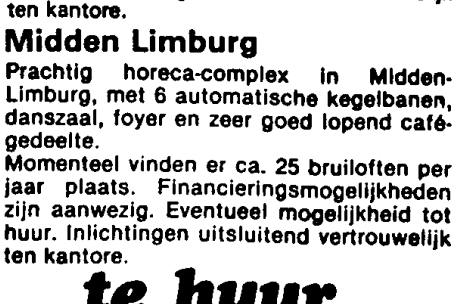 ten kantore.
Midden Limburg
Prachtig horeca-complex in Midden-
Limburg, met 6 automatische kegelbanen,
danszaal, foyer en zeer goed lopend café-
gedeelte.
Momenteel vinden er ca. 25 bruiloften per
jaar plaats. Financieringsmogelijkheden
zijn aanwezig. Eventueel mogelijkheid tot
huur. Inlichtingen uitsluitend vertrouwelijk
ten kantore.
te huur